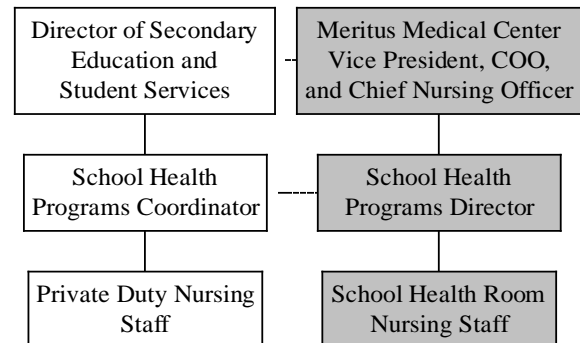 Director of Secondary
Education and
Student Services
Meritus Medical Center
Vice President, COO,
and Chief Nursing Officer
School Health
Programs Coordinator
School Health
Programs Director
Private Duty Nursing
Staff
School Health Room
Nursing Staff